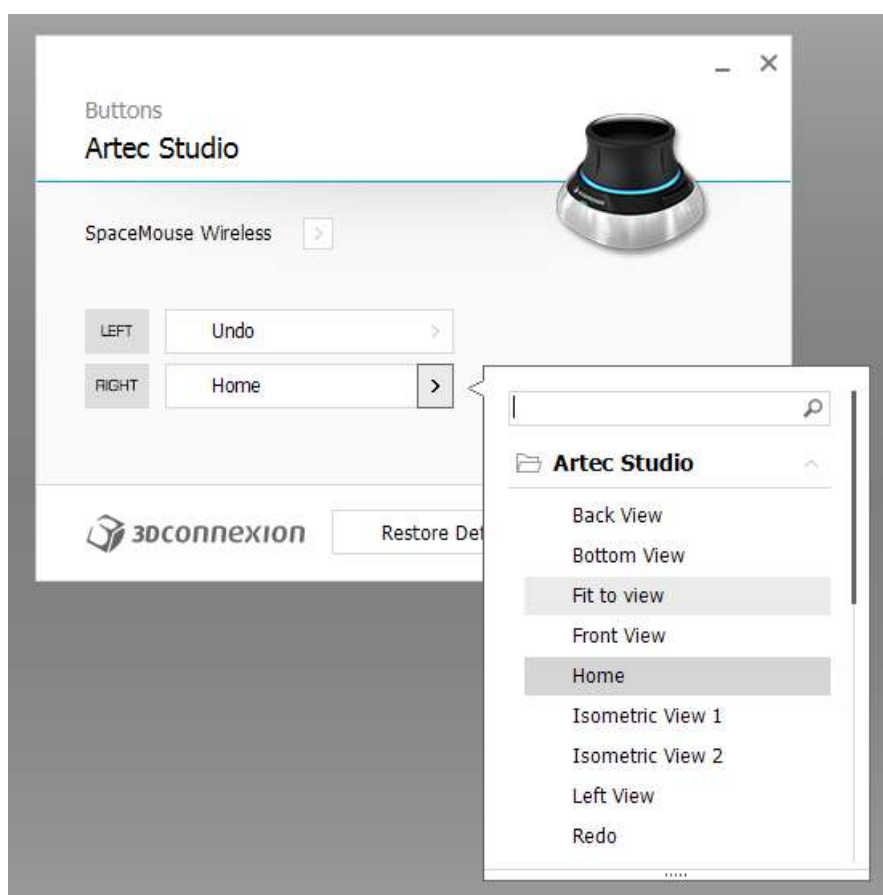 Buttons
Artec Studio
SpaceMouse Wireless
LEFT Undo
RIGHT Home
Artec Studio
Back View
Bottom View
Fit to view
Front View
Home
Isometric View 1
Isometric View 2
Left View
Redo
3Dconnexion
Restore Def